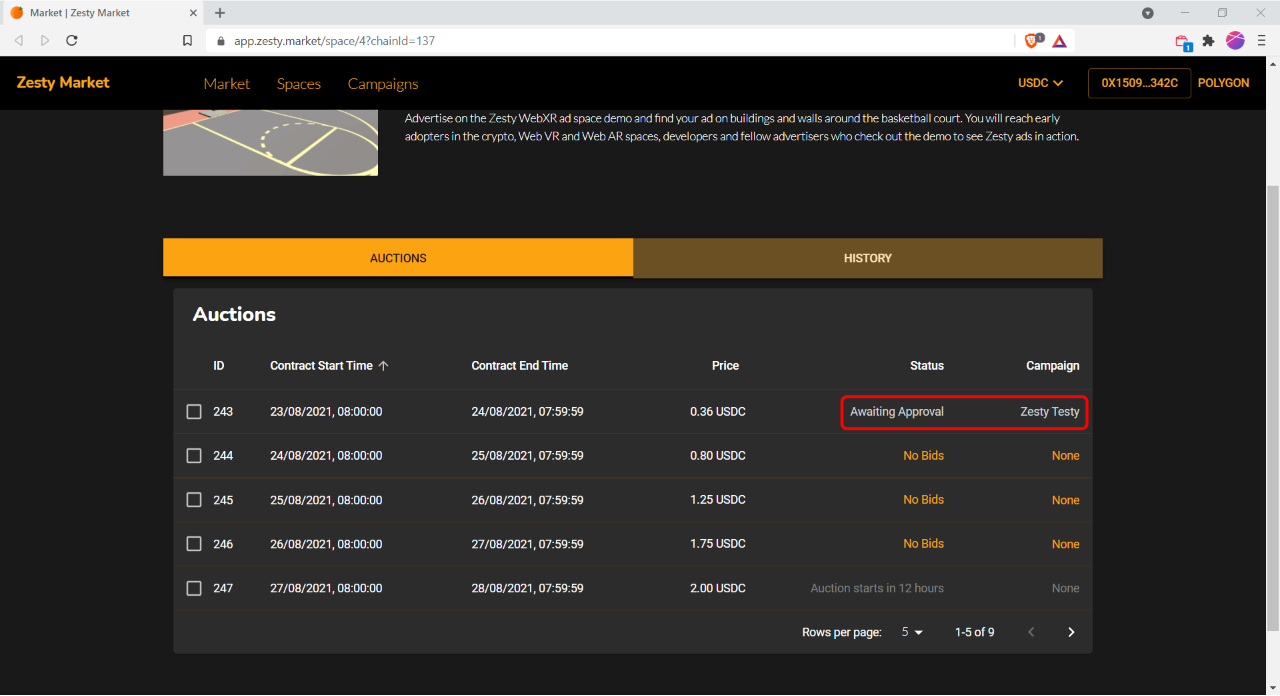 Market | Zesty Market
app.zesty.market/space/4?chainId=137
1
1
Zesty Market
Market
Spaces
Campaigns
USDC
0X1509...342C
POLYGON
Advertise on the Zesty WebXR ad space demo and find your ad on buildings and walls around the basketball court. You will reach early
adopters in the crypto, Web VR and Web AR spaces, developers and fellow advertisers who check out the demo to see Zesty ads in action.
AUCTIONS
HISTORY
Auctions
ID Contract Start Time Contract End Time Price Status Campaign
243 23/08/2021, 08:00:00 24/08/2021, 07:59:59 0.36 USDC Awaiting Approval Zesty Testy
244 24/08/2021, 08:00:00 25/08/2021, 07:59:59 0.80 USDC No Bids None
245 25/08/2021, 08:00:00 26/08/2021, 07:59:59 1.25 USDC No Bids None
246 26/08/2021, 08:00:00 27/08/2021, 07:59:59 1.75 USDC No Bids None
247 27/08/2021, 08:00:00 28/08/2021, 07:59:59 2.00 USDC Auction starts in 12 hours None
Rows per page: 5 1-5 of 9